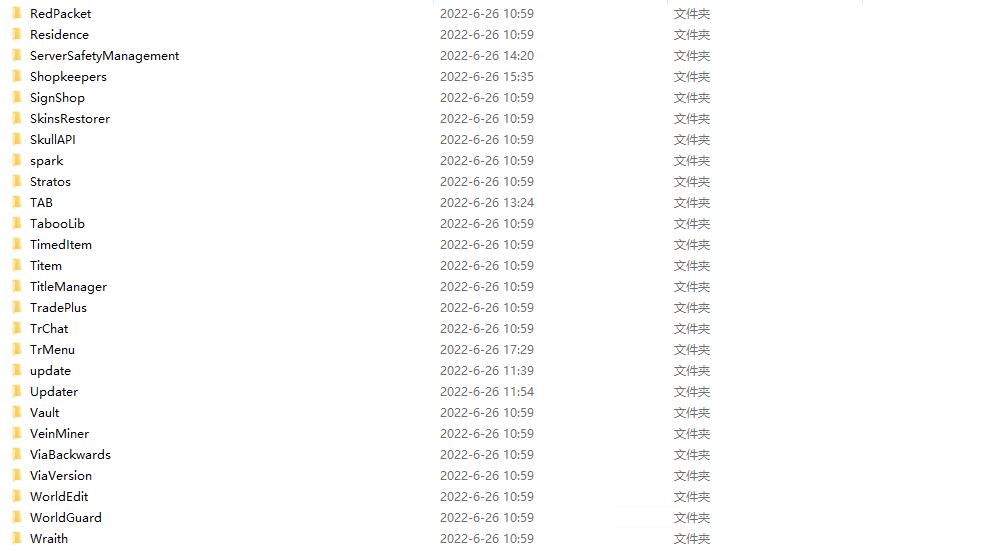 RedPacket 2022-6-26 10:59 文件夹
Residence 2022-6-26 10:59 文件夹
ServerSafetyManagement 2022-6-26 14:20 文件夹
Shopkeepers 2022-6-26 15:35 文件夹
SignShop 2022-6-26 10:59 文件夹
SkinsRestorer 2022-6-26 10:59 文件夹
SkullAPI 2022-6-26 10:59 文件夹
spark 2022-6-26 10:59 文件夹
Stratos 2022-6-26 10:59 文件夹
TAB 2022-6-26 13:24 文件夹
TabooLib 2022-6-26 10:59 文件夹
TimedItem 2022-6-26 10:59 文件夹
Titem 2022-6-26 10:59 文件夹
TitleManager 2022-6-26 10:59 文件夹
TradePlus 2022-6-26 10:59 文件夹
TrChat 2022-6-26 10:59 文件夹
TrMenu 2022-6-26 17:29 文件夹
update 2022-6-26 11:39 文件夹
Updater 2022-6-26 11:54 文件夹
Vault 2022-6-26 10:59 文件夹
VeinMiner 2022-6-26 10:59 文件夹
ViaBackwards 2022-6-26 10:59 文件夹
ViaVersion 2022-6-26 10:59 文件夹
WorldEdit 2022-6-26 10:59 文件夹
WorldGuard 2022-6-26 10:59 文件夹
Wraith 2022-6-26 10:59 文件夹